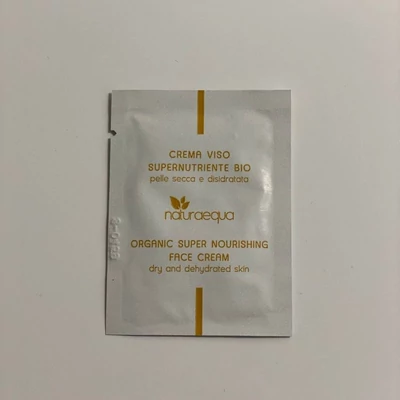 CREMA VISO
SUPERNUTRIENTE BIO
pelle secca e disidratata
naturaequa
ORGANIC SUPER NOURISHING
FACE CREAM
dry and dehydrated skin